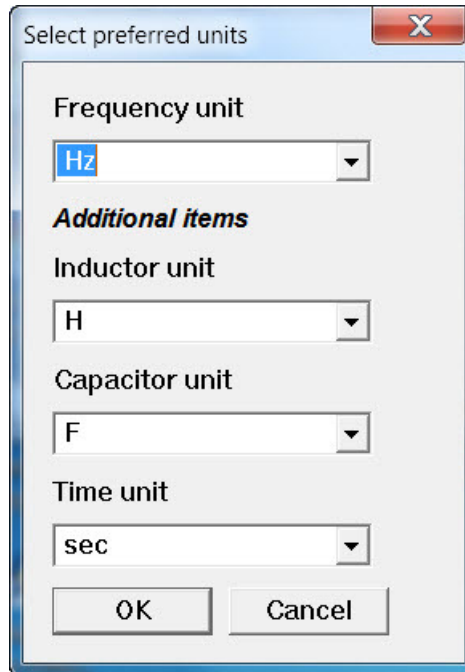 Select preferred units
Frequency unit
Hz
Additional items
Inductor unit
H
Capacitor unit
F
Time unit
sec
OK Cancel